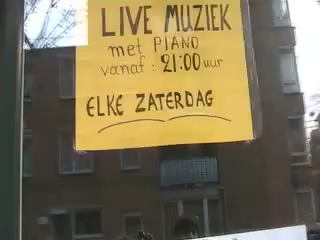 LIVE MUZIEK
met PIANO
vanaf : 21:00 uur
ELKE ZATERDAG